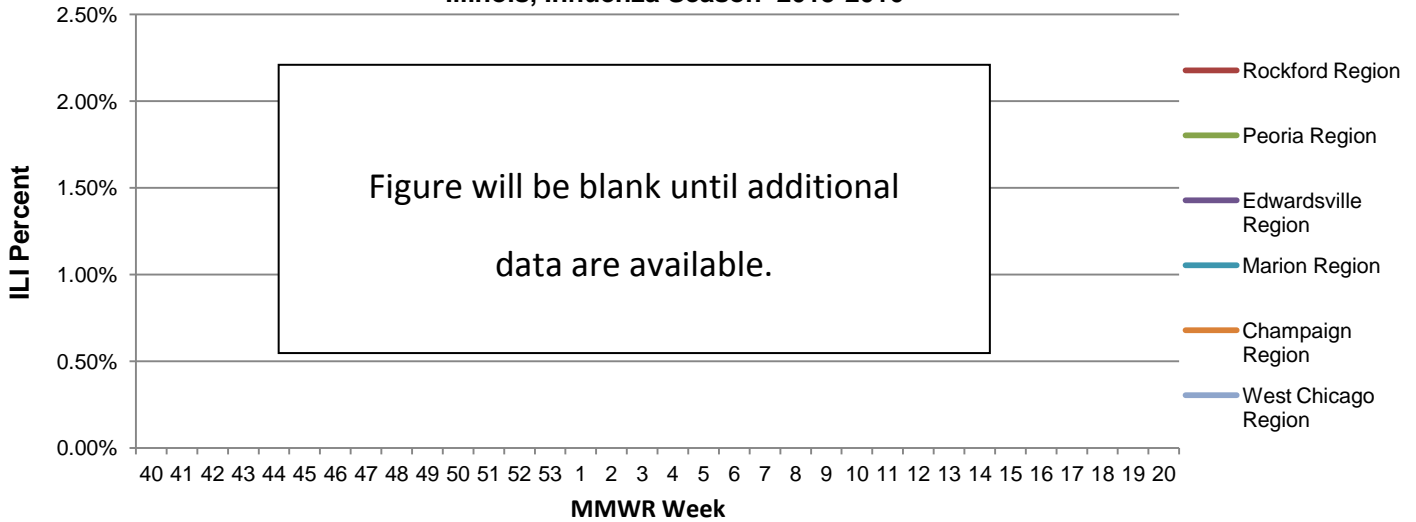 Illinois, Influenza Season
2.50%
2.00%
1.50%
1.00%
0.50%
0.00%
ILI Percent
Figure will be blank until additional
data are available.
40 41 42 43 44 45 46 47 48 49 50 51 52 53 1 2 3 4 5 6 7 8 9 10 11 12 13 14 15 16 17 18 19 20
MMWR Week
Rockford Region
Peoria Region
Edwardsville
Region
Marion Region
Champaign
Region
West Chicago
Region